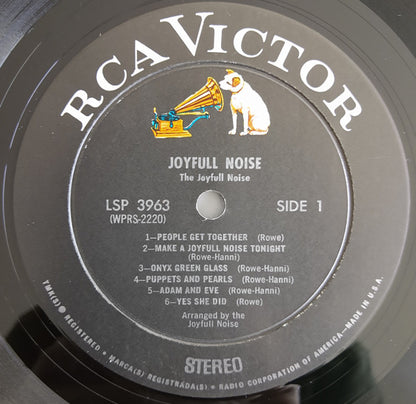 RCA VICTOR
JOYFULL NOISE
The Joyfull Noise
LSP 3963
(WPRS-2220)
SIDE 1
1—PEOPLE GET TOGETHER (Rowe)
2—MAKE A JOYFULL NOISE TONIGHT
(Rowe-Hanni)
3—ONYX GREEN GLASS (Rowe-Hanni)
4—PUPPETS AND PEARLS (Rowe-Hanni)
5—ADAM AND EVE (Rowe-Hanni)
6—YES SHE DID (Rowe)
Arranged by the
Joyfull Noise
STEREO
TMK(S) ® REGISTERED • MARCA(S) REGISTRADA(S) • RADIO CORPORATION OF AMERICA—MADE IN U.S.A.